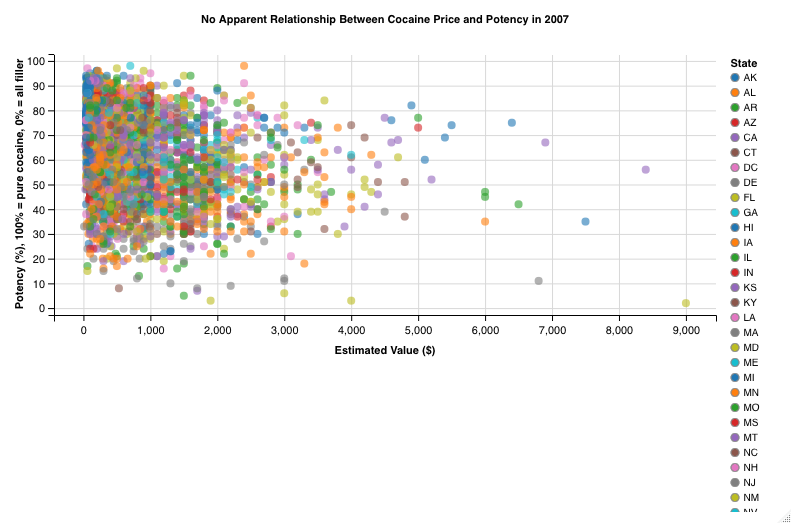 No Apparent Relationship Between Cocaine Price and Potency in 2007
Potency (%), 100% = pure cocaine, 0% = all filler
100
90
80
70
60
50
40
30
20
10
0
0 1,000 2,000 3,000 4,000 5,000 6,000 7,000 8,000 9,000
Estimated Value ($)
State
AK
AL
AR
AZ
CA
CT
DC
DE
FL
GA
HI
IA
IL
IN
KS
KY
LA
MA
MD
ME
MI
MN
MO
MS
MT
NC
NH
NJ
NM
NV